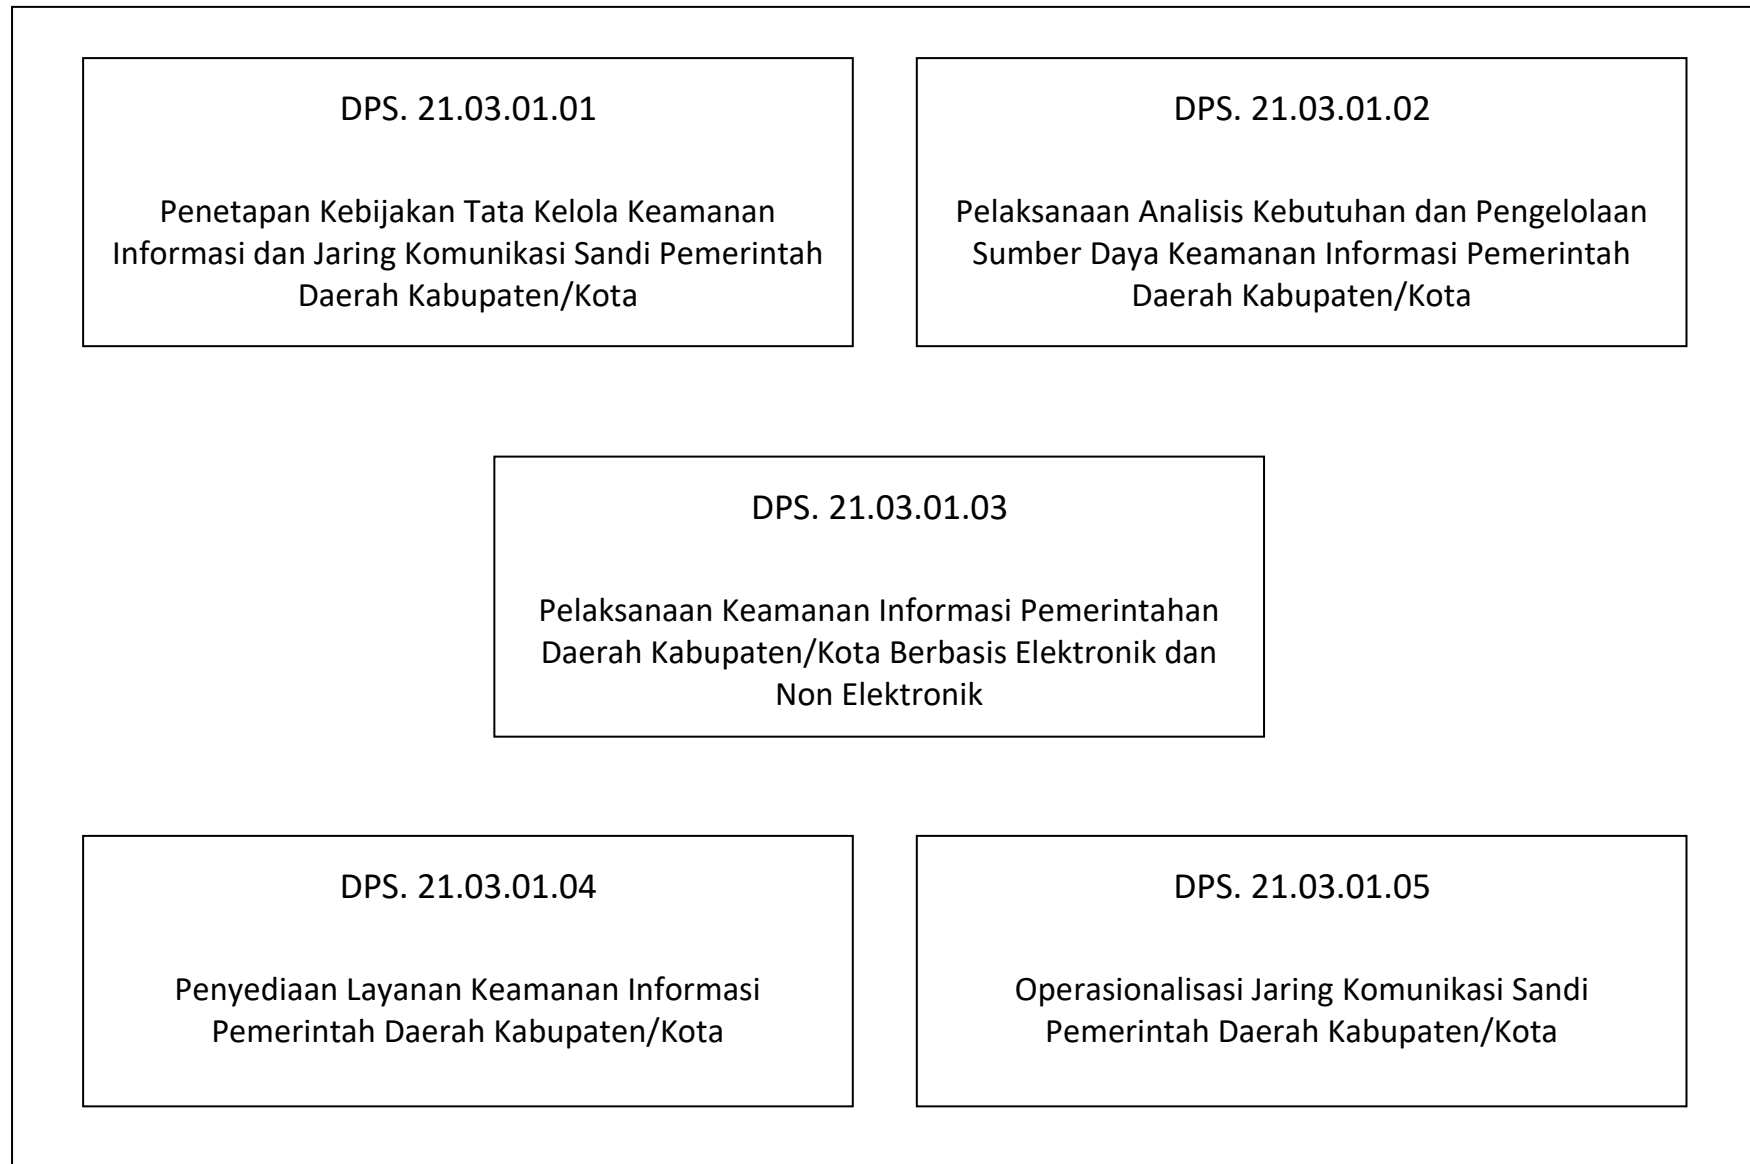 DPS. 21.03.01.01
Penetapan Kebijakan Tata Kelola Keamanan
Informasi dan Jaring Komunikasi Sandi Pemerintah
Daerah Kabupaten/Kota
DPS. 21.03.01.02
Pelaksanaan Analisis Kebutuhan dan Pengelolaan
Sumber Daya Keamanan Informasi Pemerintah
Daerah Kabupaten/Kota
DPS. 21.03.01.03
Pelaksanaan Keamanan Informasi Pemerintahan
Daerah Kabupaten/Kota Berbasis Elektronik dan
Non Elektronik
DPS. 21.03.01.04
Penyediaan Layanan Keamanan Informasi
Pemerintah Daerah Kabupaten/Kota
DPS. 21.03.01.05
Operasionalisasi Jaring Komunikasi Sandi
Pemerintah Daerah Kabupaten/Kota